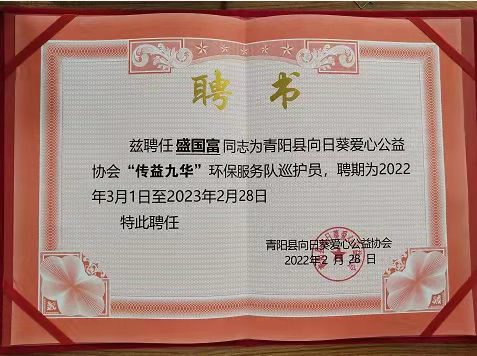 聘书
兹聘任 盛国富 同志为青阳县向日葵爱心公益
协会“传益九华”环保服务队巡护员，聘期为2022
年3月1日至2023年2月28日
特此聘任
青阳县向日葵爱心公益协会
2022年2月28日